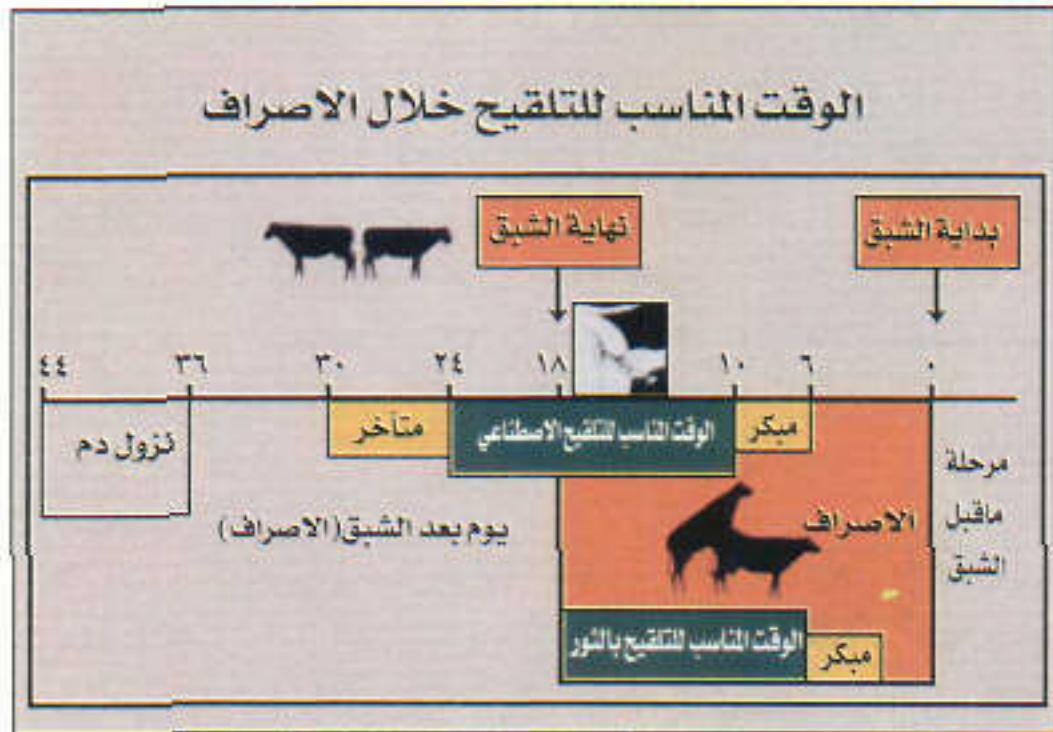 الوقت المناسب للتلقيح خلال الاصراف
بداية الشبق
نهاية الشبق
٠
٦
١٠
١٨
٢٤
٣٠
٣٦
٤٤
مبكر
الوقت المناسب للتلقيح الاصطناعي
متأخر
نزول دم
مرحلة
ماقبل
الشبق
الاصراف
يوم بعد الشبق(الاصراف)
مبكر
الوقت المناسب للتلقيح بالثور